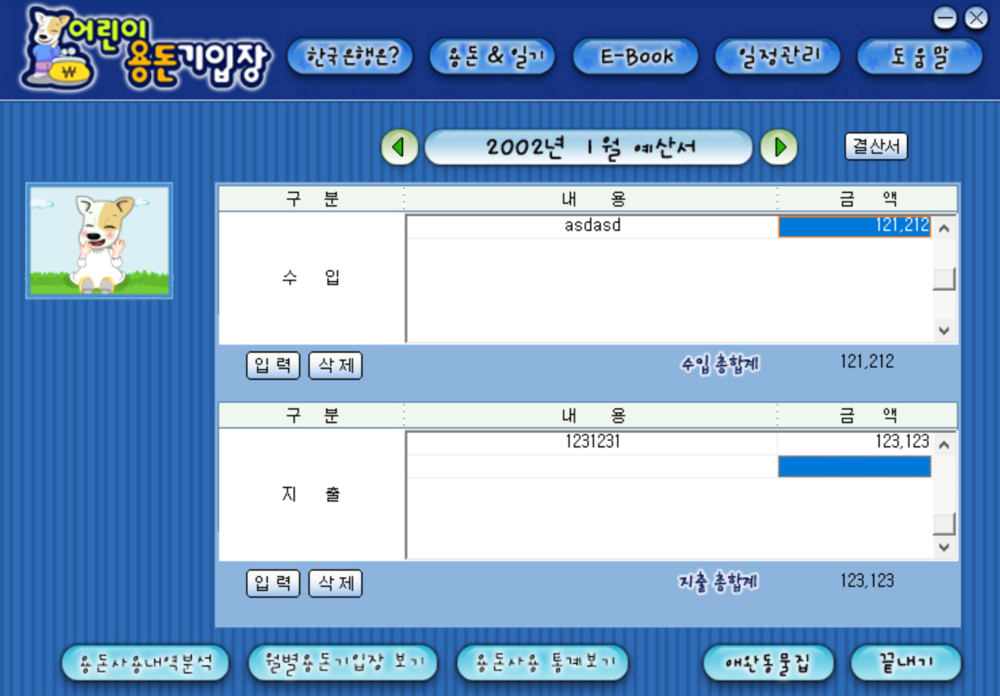 어린이
용돈기입장
₩
한국은행은? 용돈 & 일기 E-Book 일정관리 도움말
2002년 1월 예산서 결산서
구 분 내 용 금 액
asdasd 121,212
수 입
입 력 삭 제 수입 총합계 121,212
구 분 내 용 금 액
1231231 123,123
지 출
입 력 삭 제 지출 총합계 123,123
용돈사용내역분석 월별용돈기입장 보기 용돈사용 통계보기 애완동물집 끝내기